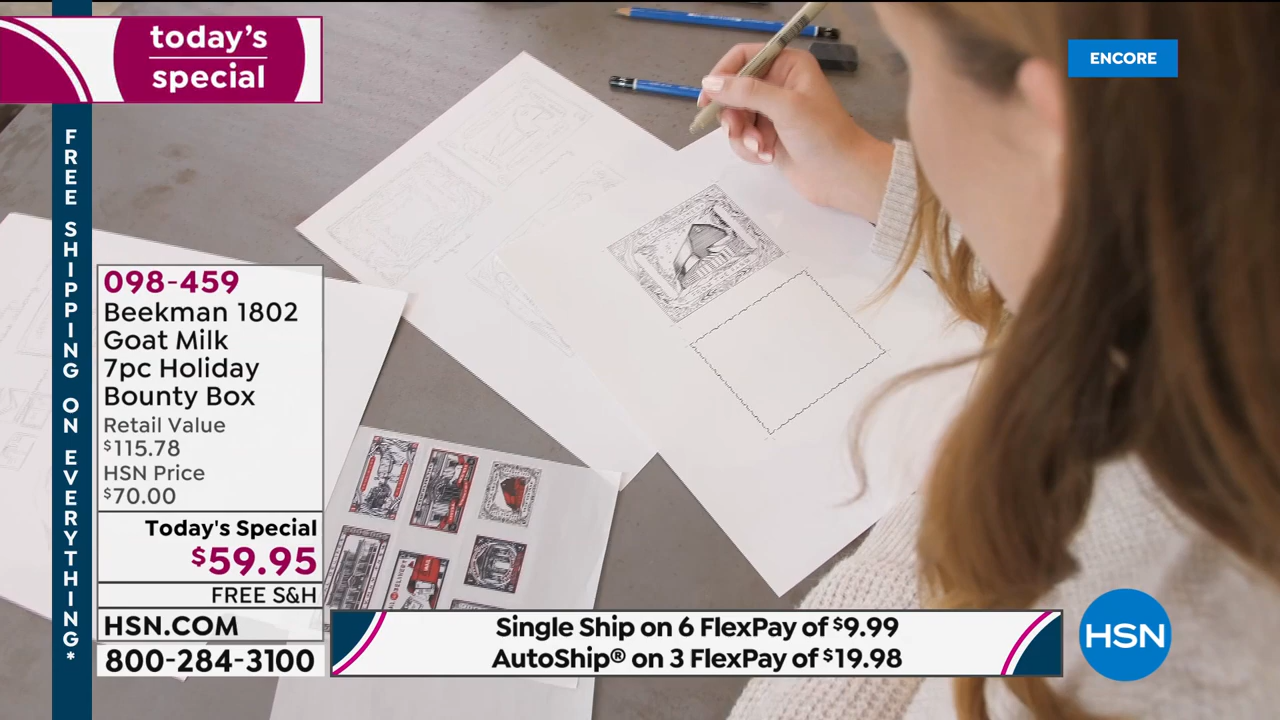 today's
special
ENCORE
FREE SHIPPING ON EVERYTHING*
098-459
Beekman 1802
Goat Milk
7pc Holiday
Bounty Box
Retail Value
$115.78
HSN Price
$70.00
Today's Special
$59.95
FREE S&H
HSN.COM
800-284-3100
Single Ship on 6 FlexPay of $9.99
AutoShip® on 3 FlexPay of $19.98
HSN